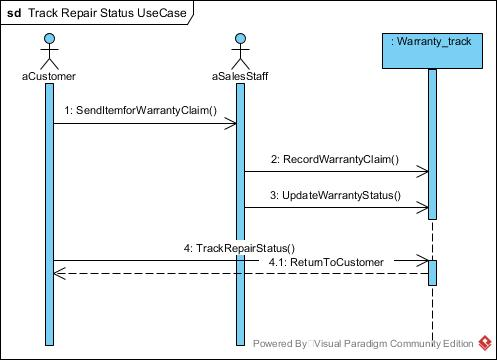 sd Track Repair Status UseCase
aCustomer
aSalesStaff
: Warranty_track
1: SendItemforWarrantyClaim()
2: RecordWarrantyClaim()
3: UpdateWarrantyStatus()
4: TrackRepairStatus()
4.1: ReturnToCustomer
Powered By Visual Paradigm Community Edition